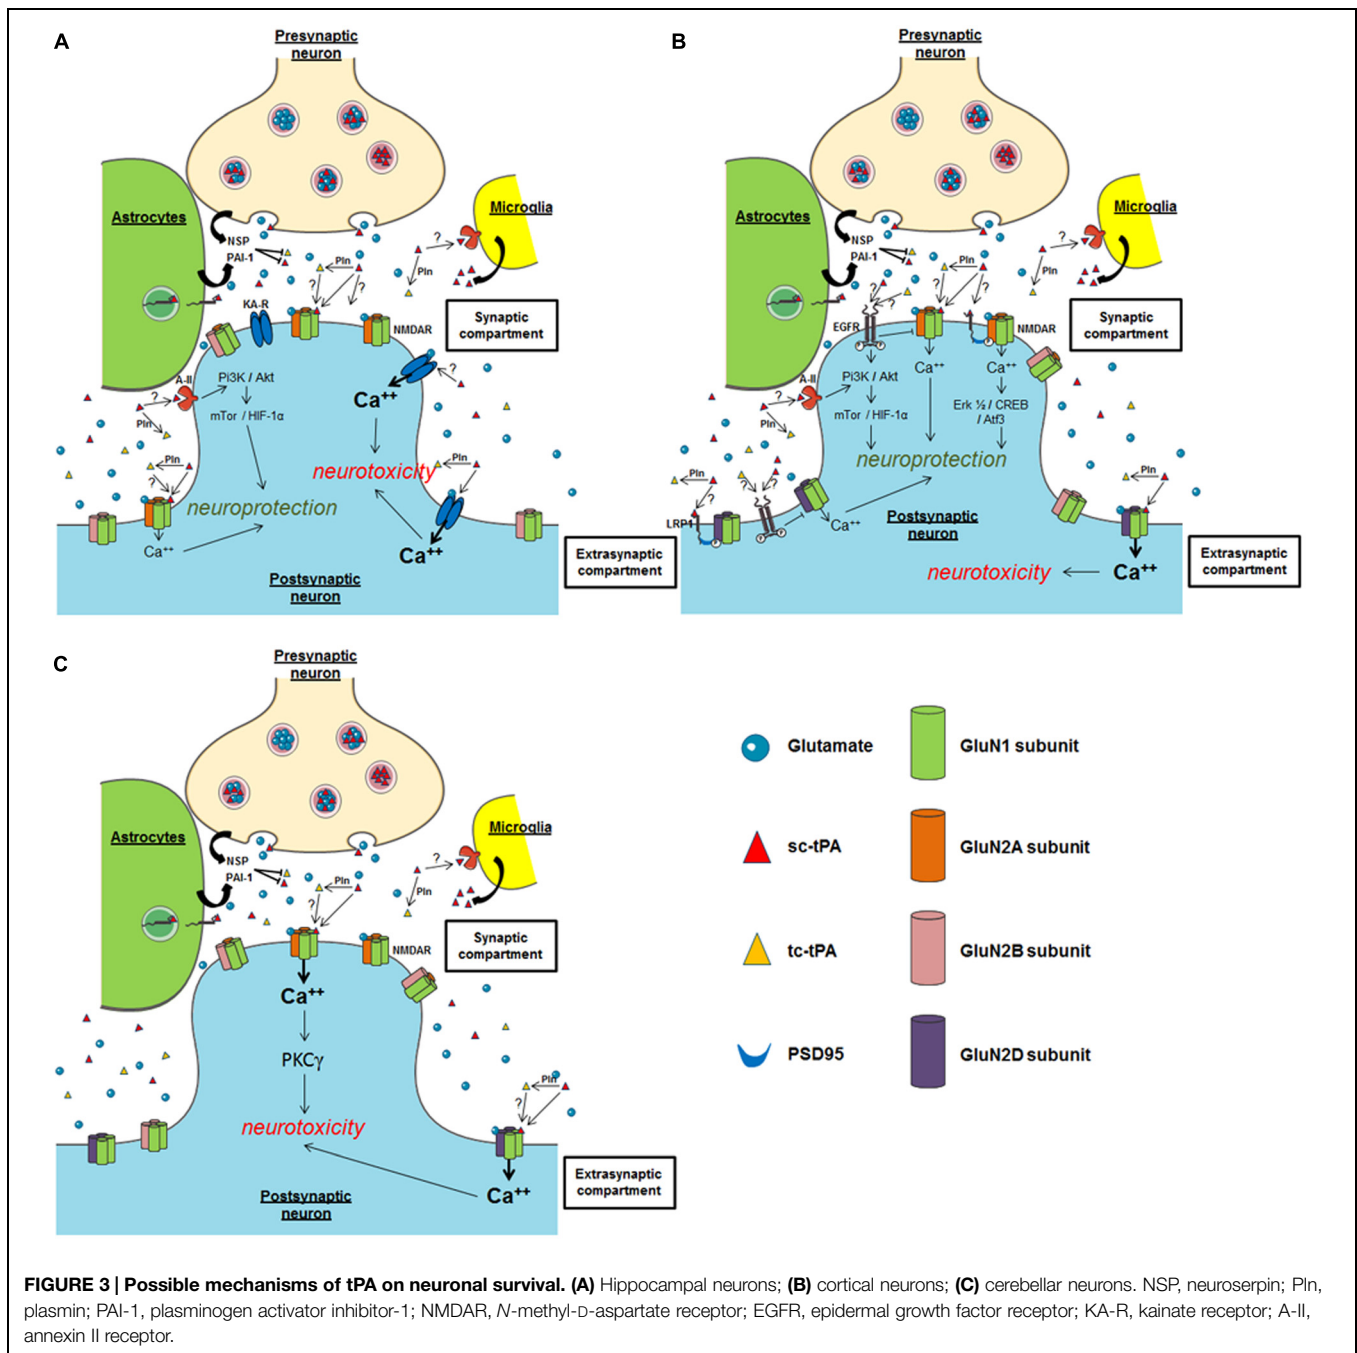 A
Presynaptic
neuron
Astrocytes
Microglia
NSP
PAI-1
Pln
?
?
?
Pln
KA-R
NMDAR
Synaptic
compartment
A-II
?
Pln
Pi3K / Akt
mTor / HIF-1α
?
Ca++
neurotoxicity
Pln
Pln
?
neuroprotection
Ca++
Ca++
Postsynaptic
neuron
Extrasynaptic
compartment
B
Presynaptic
neuron
Astrocytes
Microglia
NSP
PAI-1
Pln
?
?
?
?
?
Pln
EGFR
NMDAR
Synaptic
compartment
A-II
?
Pln
Pi3K / Akt
mTor / HIF-1α
Ca++
Ca++
Erk ½ / CREB
/ Atf3
neuroprotection
Pln
?
?
?
Pln
?
LRP1
P
P
P
P
P
P
Ca++
Postsynaptic
neuron
neurotoxicity
Ca++
Extrasynaptic
compartment
C
Presynaptic
neuron
Astrocytes
Microglia
NSP
PAI-1
Pln
?
?
Pln
NMDAR
Synaptic
compartment
Ca++
PKCγ
neurotoxicity
Pln
?
Ca++
Postsynaptic
neuron
Extrasynaptic
compartment
Glutamate
GluN1 subunit
sc-tPA
GluN2A subunit
tc-tPA
GluN2B subunit
PSD95
GluN2D subunit
FIGURE 3 | Possible mechanisms of tPA on neuronal survival. (A) Hippocampal neurons; (B) cortical neurons; (C) cerebellar neurons. NSP, neuroserpin; Pln,
plasmin; PAI-1, plasminogen activator inhibitor-1; NMDAR, N-methyl-D-aspartate receptor; EGFR, epidermal growth factor receptor; KA-R, kainate receptor; A-II,
annexin II receptor.